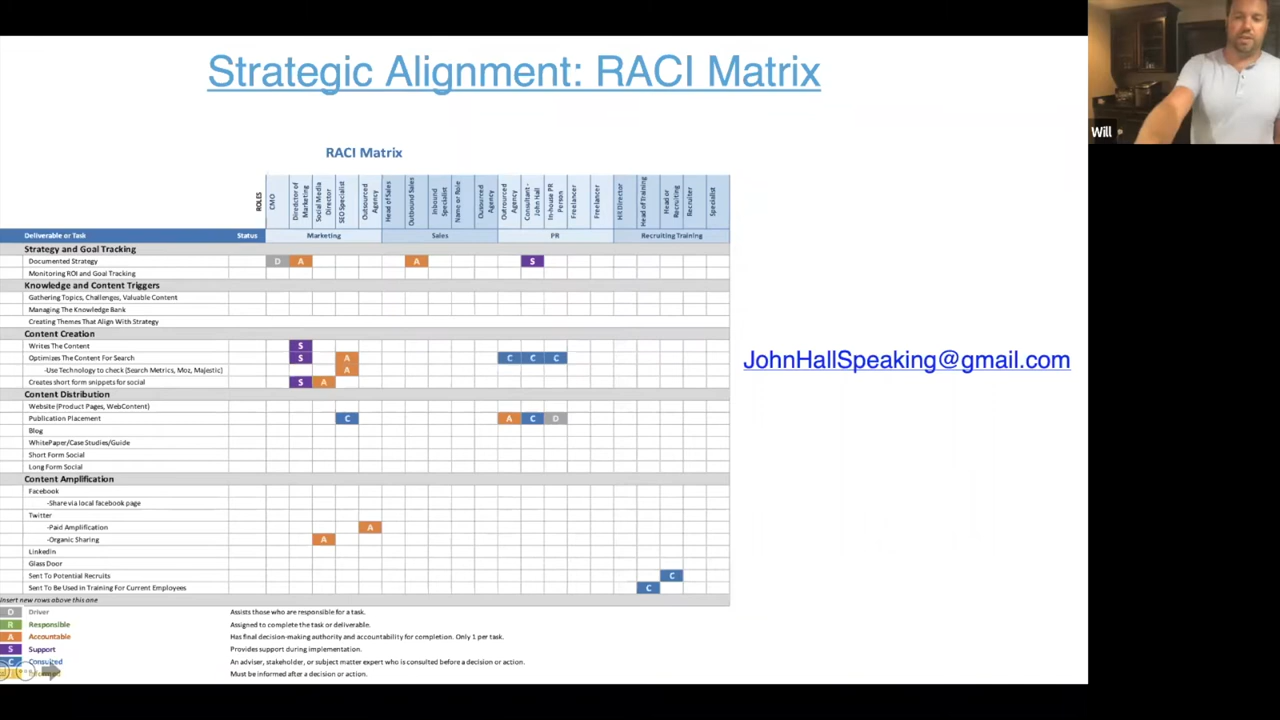 Strategic Alignment: RACI Matrix
Will
RACI Matrix
ROLES
CMO
Director of Marketing
Social Media Director
SEO Specialist
Outsourced Agency
Head of Sales
Outbound Sales
Inbound Specialist
Name or Role
Outsourced Agency
Outsourced Agency
Consultant - John Hall
In-house PR Person
Freelancer
Freelancer
HR Director
Head of Training
Head or Recruiting
Recruiter
Specialist
Deliverable or Task Status Marketing Sales PR Recruiting Training
Strategy and Goal Tracking
Documented Strategy D A A S
Monitoring ROI and Goal Tracking
Knowledge and Content Triggers
Gathering Topics, Challenges, Valuable Content
Managing The Knowledge Bank
Creating Themes That Align With Strategy
Content Creation
Writes The Content S
Optimizes The Content For Search S A C C C
-Use Technology to check (Search Metrics, Moz, Majestic) A
Creates short form snippets for social S A
Content Distribution
Website (Product Pages, WebContent)
Publication Placement C A C D
Blog
WhitePaper/Case Studies/Guide
Short Form Social
Long Form Social
Content Amplification
Facebook
-Share via local facebook page
Twitter
-Paid Amplification A
-Organic Sharing A
Linkedin
Glass Door
Sent To Potential Recruits C
Sent To Be Used in Training For Current Employees C
Insert new rows above this one
D Driver Assists those who are responsible for a task.
R Responsible Assigned to complete the task or deliverable.
A Accountable Has final decision-making authority and accountability for completion. Only 1 per task.
S Support Provides support during implementation.
C Consulted An adviser, stakeholder, or subject matter expert who is consulted before a decision or action.
Must be informed after a decision or action.
JohnHallSpeaking@gmail.com